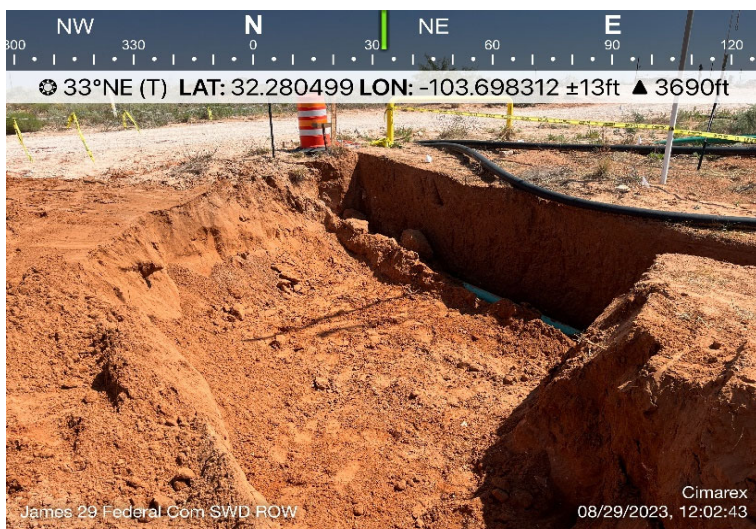 NW N NE E
300 330 0 30 60 90 120
33°NE (T) LAT: 32.280499 LON: -103.698312 ±13ft ▲ 3690ft
Cimarex
James 29 Federal Com SWD ROW 08/29/2023, 12:02:43